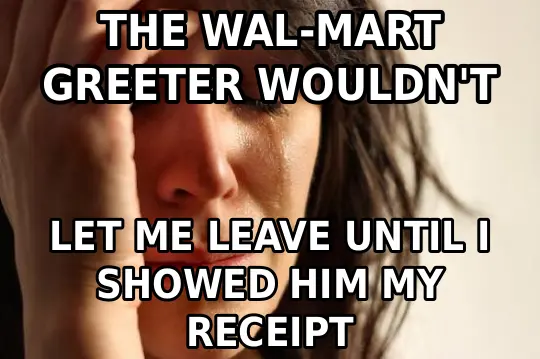 THE WAL-MART
GREETER WOULDN'T
LET ME LEAVE UNTIL I
SHOWED HIM MY
RECEIPT